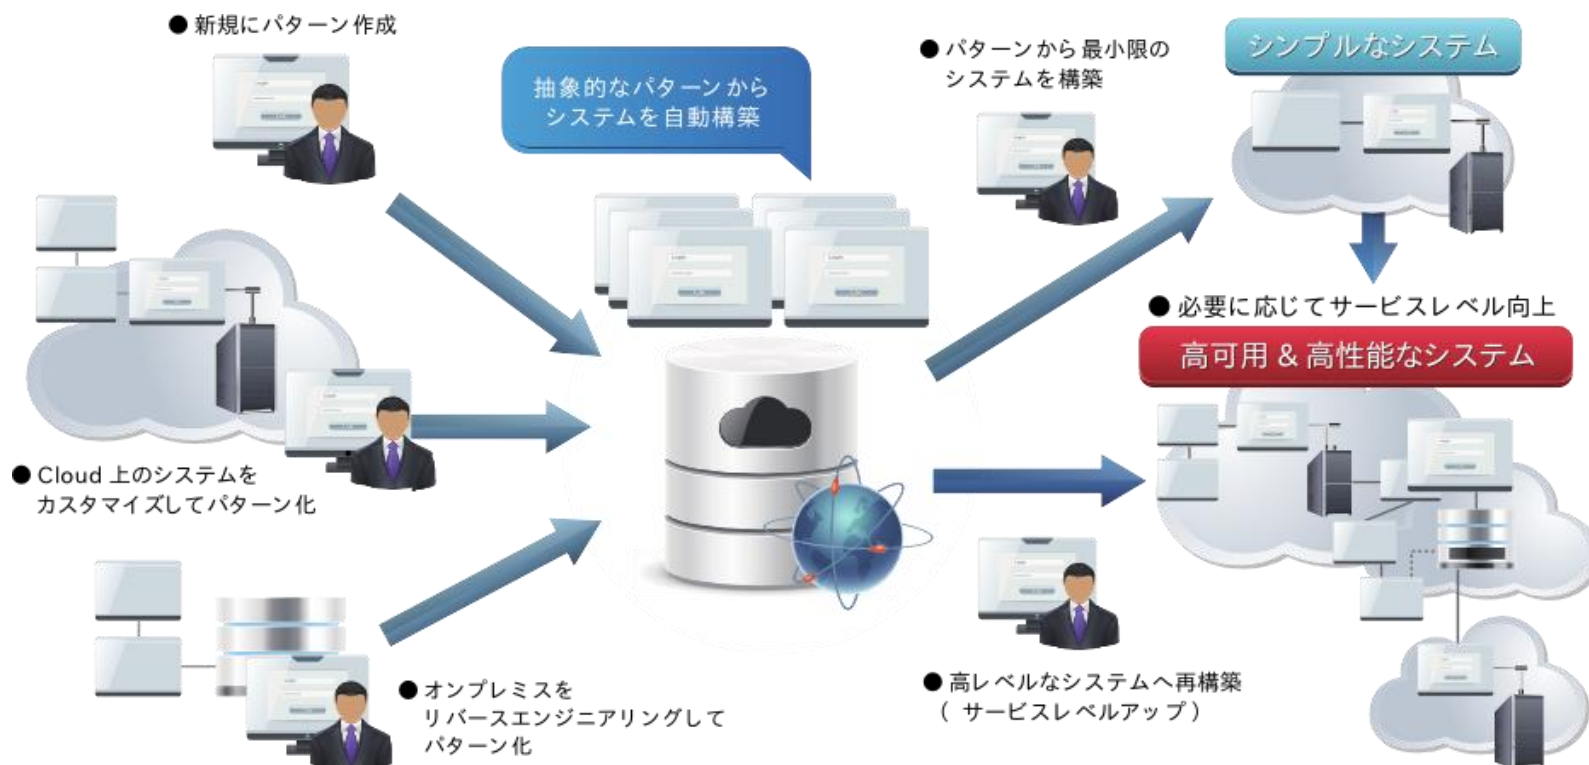 ● 新規にパターン作成
抽象的なパターンから
システムを自動構築
● パターンから最小限の
システムを構築
シンプルなシステム
● 必要に応じてサービスレベル向上
高可用 & 高性能なシステム
● Cloud 上のシステムを
カスタマイズしてパターン化
● オンプレミスを
リバースエンジニアリングして
パターン化
● 高レベルなシステムへ再構築
( サービスレベルアップ )